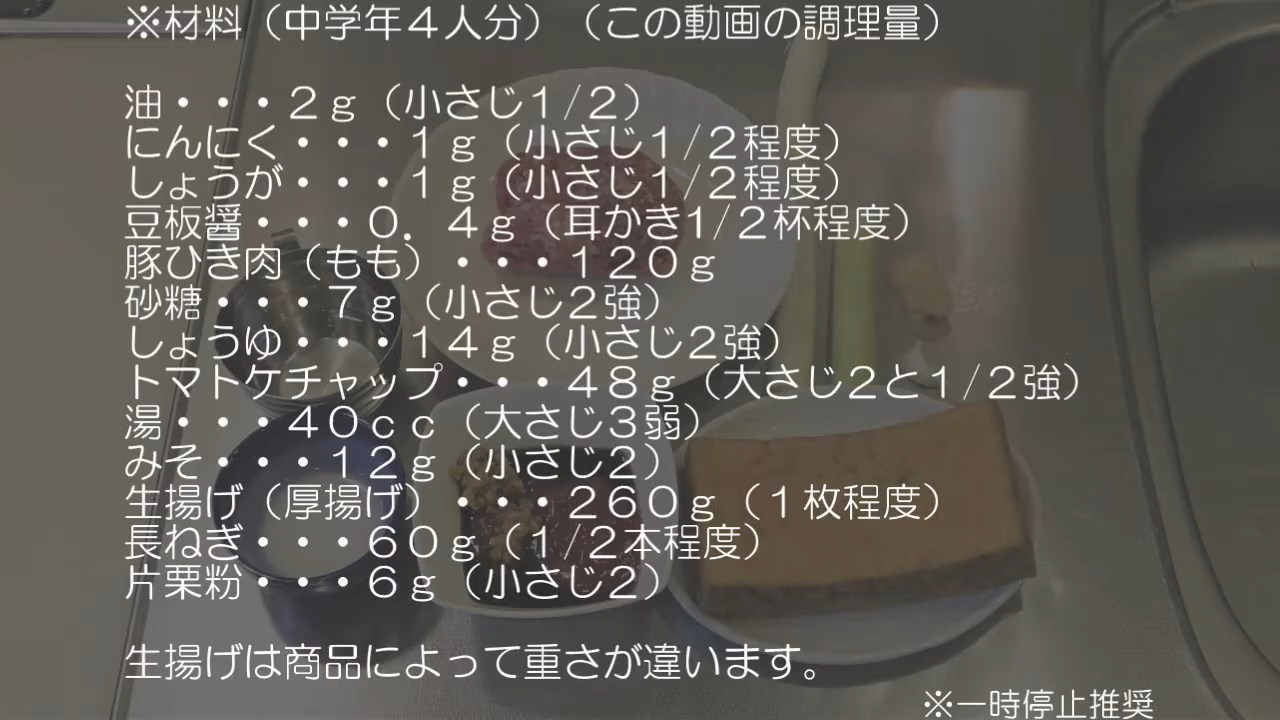 ※材料（中学年４人分）（この動画の調理量）
油・・・２ｇ（小さじ１/２）
にんにく・・・１ｇ（小さじ１/２程度）
しょうが・・・１ｇ（小さじ１/２程度）
豆板醤・・・０．４ｇ（耳かき1/２杯程度）
豚ひき肉（もも）・・・１２０ｇ
砂糖・・・７ｇ（小さじ２強）
しょうゆ・・・１４ｇ（小さじ２強）
トマトケチャップ・・・４８ｇ（大さじ２と１/２強）
湯・・・４０ｃｃ（大さじ３弱）
みそ・・・１２ｇ（小さじ２）
生揚げ（厚揚げ）・・・２６０ｇ（１枚程度）
長ねぎ・・・６０ｇ（１/２本程度）
片栗粉・・・６ｇ（小さじ２）
生揚げは商品によって重さが違います。
※一時停止推奨